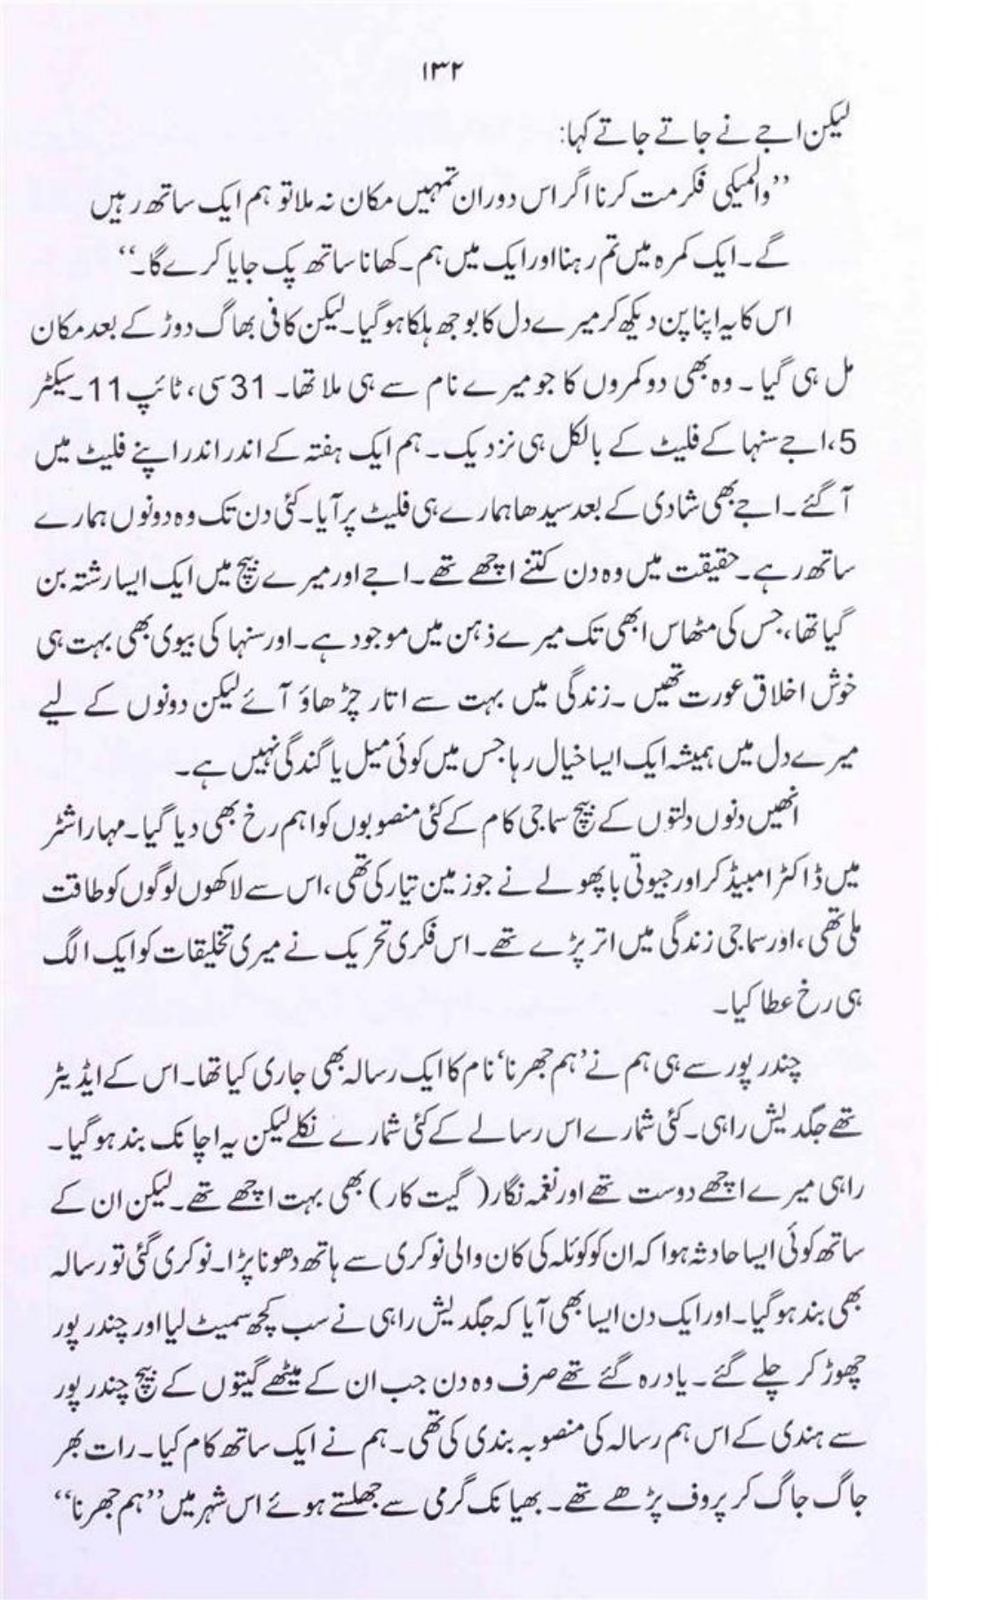 ۱۳۲
لیکن اجے نے جاتے جاتے کہا:
’’والمیکی فکر مت کرنا اگر اس دوران تمہیں مکان نہ ملا تو ہم ایک ساتھ رہیں
گے۔ ایک کمرہ میں تم رہنا اور ایک میں ہم۔ کھانا ساتھ پک جایا کرے گا۔‘‘
اس کا یہ اپنا پن دیکھ کر میرے دل کا بوجھ ہلکا ہوگیا۔ لیکن کافی بھاگ دوڑ کے بعد مکان
مل ہی گیا ۔ وہ بھی دو کمروں کا جو میرے نام سے ہی ملا تھا۔ 31 سی، ٹائپ 11۔ سیکٹر
5، اجے سنہا کے فلیٹ کے بالکل ہی نزدیک۔ ہم ایک ہفتہ کے اندر اندر اپنے فلیٹ میں
آگئے۔ اجے بھی شادی کے بعد سیدھا ہمارے ہی فلیٹ پر آیا۔ کئی دن تک وہ دونوں ہمارے
ساتھ رہے۔ حقیقت میں وہ دن کتنے اچھے تھے۔ اجے اور میرے بیچ میں ایک ایسا رشتہ بن
گیا تھا، جس کی مٹھاس ابھی تک میرے ذہن میں موجود ہے۔ اور سنہا کی بیوی بھی بہت ہی
خوش اخلاق عورت تھیں ۔ زندگی میں بہت سے اتار چڑھاؤ آئے لیکن دونوں کے لیے
میرے دل میں ہمیشہ ایک ایسا خیال رہا جس میں کوئی میل یا گندگی نہیں ہے۔
انھیں دنوں دلتوں کے بیچ سماجی کام کے کئی منصوبوں کو اہم رخ بھی دیا گیا۔ مہاراشٹر
میں ڈاکٹر امبیڈکر اور جیوتی با پھولے نے جو زمین تیار کی تھی، اس سے لاکھوں لوگوں کو طاقت
ملی تھی، اور سماجی زندگی میں اتر پڑے تھے۔ اس فکری تحریک نے میری تخلیقات کو ایک الگ
ہی رخ عطا کیا۔
چندر پور سے ہی ہم نے ’ہم جھرنا‘ نام کا ایک رسالہ بھی جاری کیا تھا۔ اس کے ایڈیٹر
تھے جگدیش راہی۔ کئی شمارے اس رسالے کے کئی شمارے نکلے لیکن یہ اچانک بند ہوگیا۔
راہی میرے اچھے دوست تھے اور نغمہ نگار (گیت کار) بھی بہت اچھے تھے۔ لیکن ان کے
ساتھ کوئی ایسا حادثہ ہوا کہ ان کو کوئلہ کی کان والی نوکری سے ہاتھ دھونا پڑا۔ نوکری گئی تو رسالہ
بھی بند ہوگیا۔ اور ایک دن ایسا بھی آیا کہ جگدیش راہی نے سب کچھ سمیٹ لیا اور چندر پور
چھوڑ کر چلے گئے۔ یاد رہ گئے تھے صرف وہ دن جب ان کے میٹھے گیتوں کے بیچ چندر پور
سے ہندی کے اس ہم رسالہ کی منصوبہ بندی کی تھی۔ ہم نے ایک ساتھ کام کیا۔ رات بھر
جاگ جاگ کر پروف پڑھے تھے۔ بھیانک گرمی سے جھلتے ہوئے اس شہر میں ’’ہم جھرنا‘‘